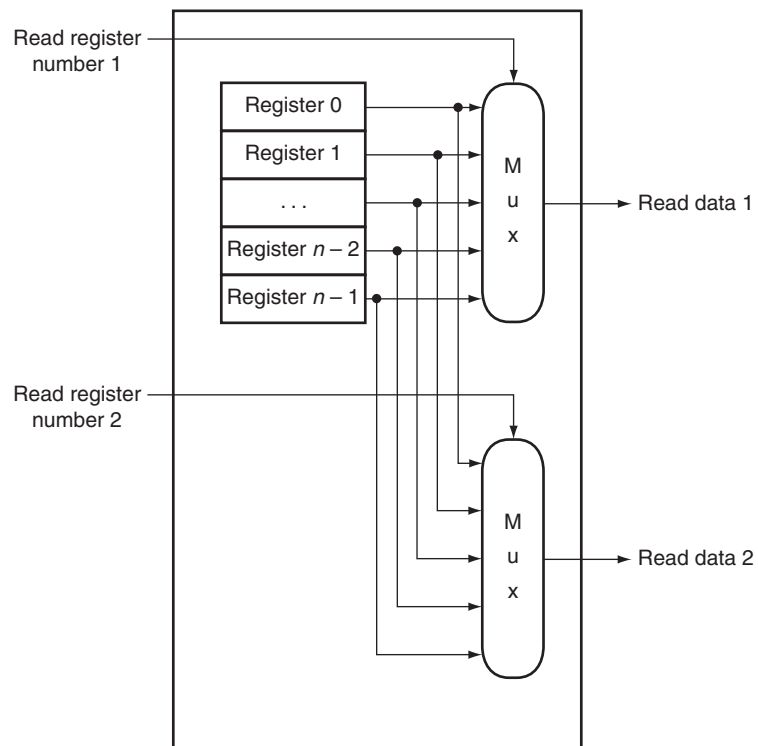 Read register
number 1
Register 0
Register 1
. . .
Register n – 2
Register n – 1
M
u
x
Read data 1
Read register
number 2
M
u
x
Read data 2